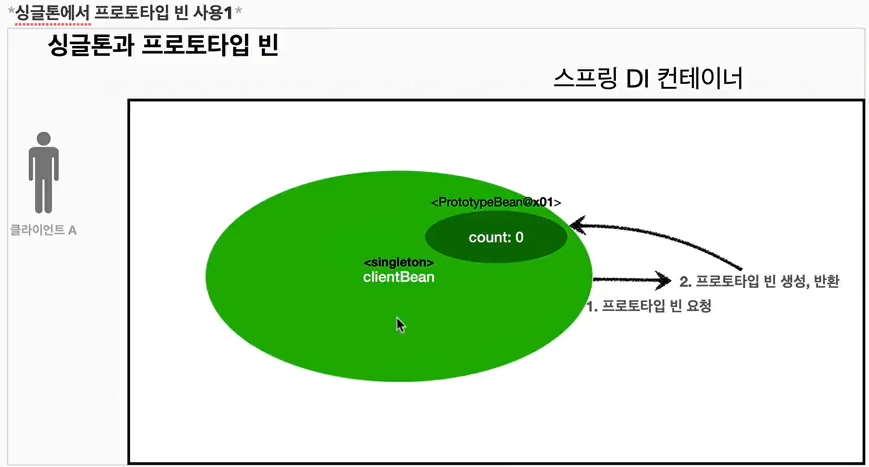 *싱글톤에서 프로토타입 빈 사용1*
싱글톤과 프로토타입 빈
스프링 DI 컨테이너
클라이언트 A
<PrototypeBean@x01>
count: 0
<singleton>
clientBean
2. 프로토타입 빈 생성, 반환
1. 프로토타입 빈 요청